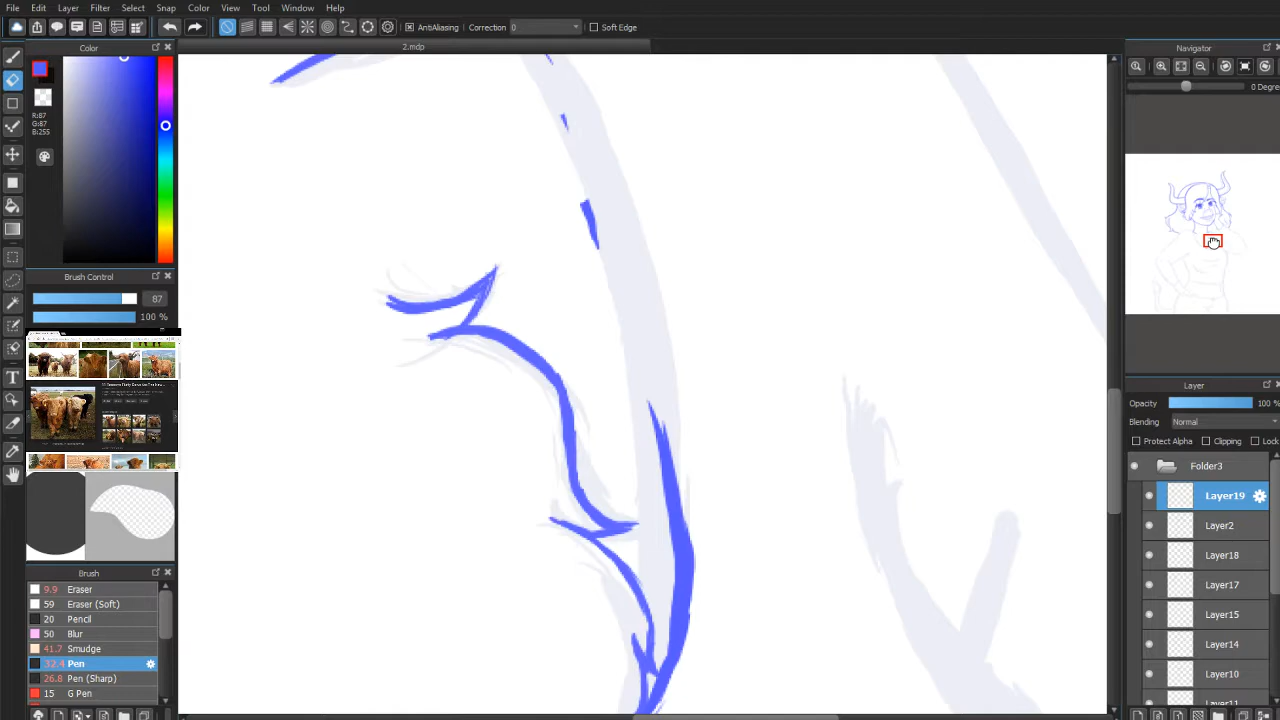 File Edit Layer Filter Select Snap Color View Tool Window Help
AntiAliasing Correction 0 Soft Edge
2.mdp
Color
R:87
G:87
B:255
Brush Control
87
100 %
Brush
9.9 Eraser
59 Eraser (Soft)
20 Pencil
50 Blur
41.7 Smudge
32.4 Pen
26.8 Pen (Sharp)
15 G Pen
Navigator
0 Degre
Layer
Opacity 100 %
Blending Normal
Protect Alpha Clipping Lock
Folder3
Layer19
Layer2
Layer18
Layer17
Layer15
Layer14
Layer10
Layer11